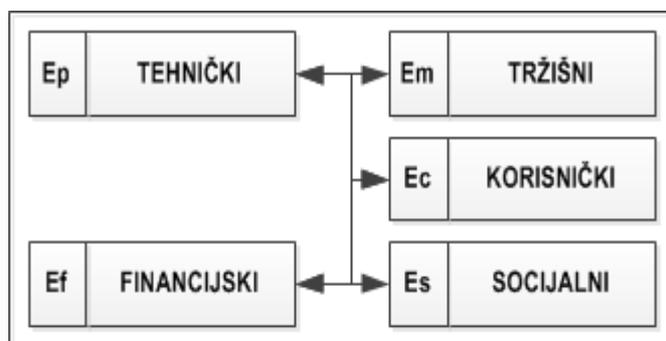 Ep TEHNIČKI
Em TRŽIŠNI
Ec KORISNIČKI
Ef FINANCIJSKI
Es SOCIJALNI